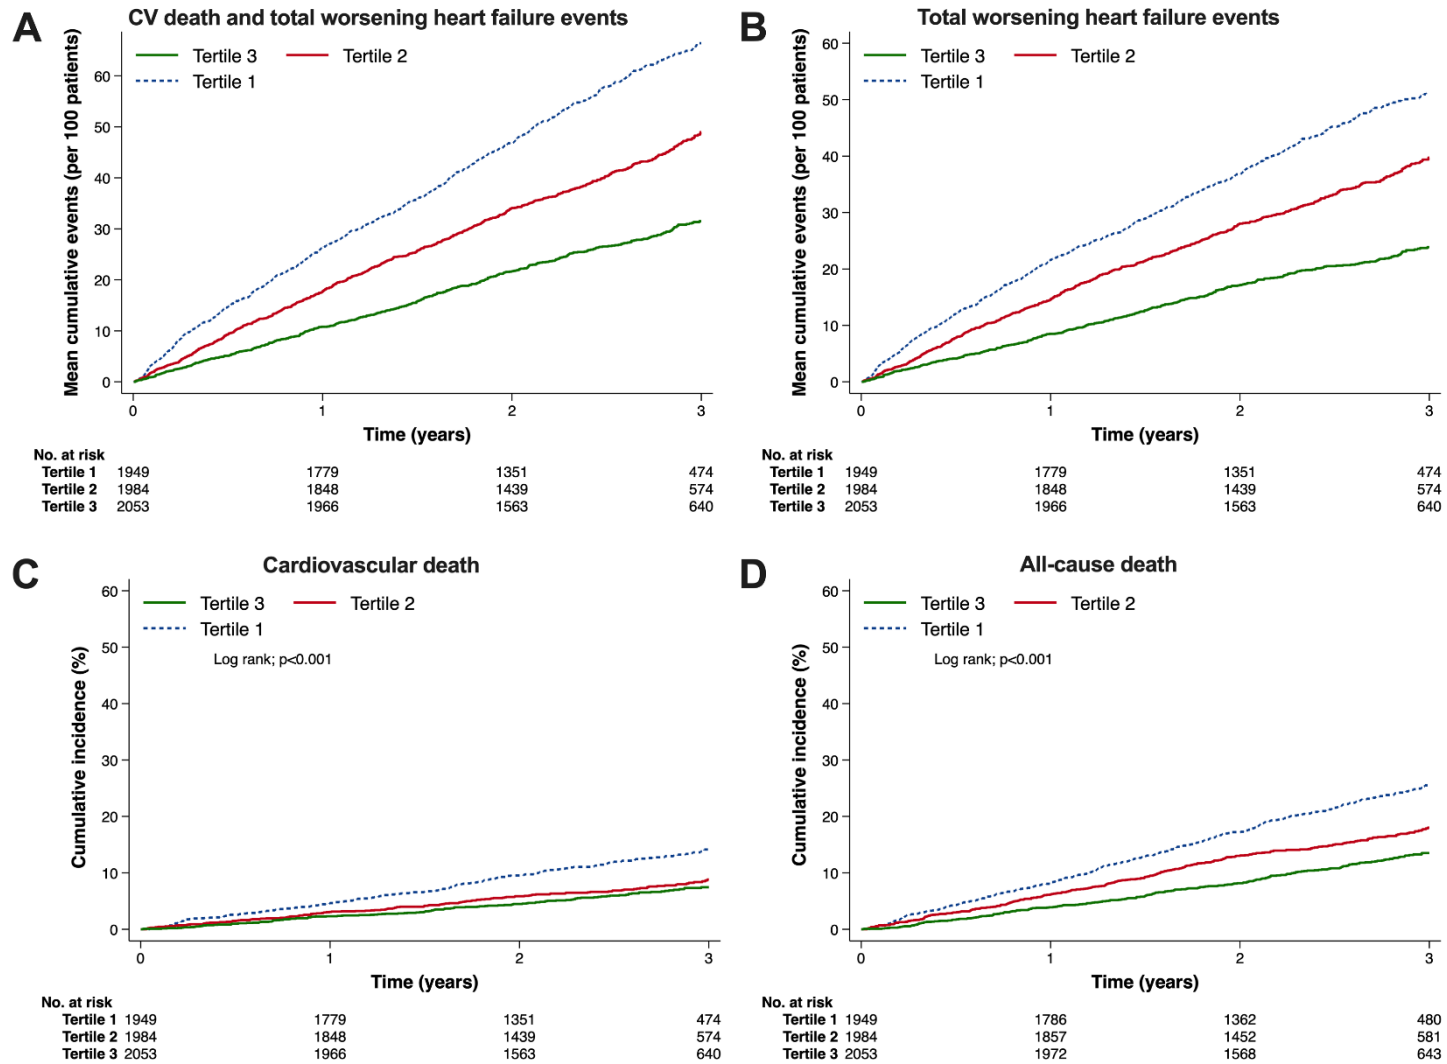 A
CV death and total worsening heart failure events
Tertile 3
Tertile 2
Tertile 1
Mean cumulative events (per 100 patients)
60
50
40
30
20
10
0
0 1 2 3
Time (years)
No. at risk
Tertile 1 1949 1779 1351 474
Tertile 2 1984 1848 1439 574
Tertile 3 2053 1966 1563 640
B
Total worsening heart failure events
Tertile 3
Tertile 2
Tertile 1
Mean cumulative events (per 100 patients)
60
50
40
30
20
10
0
0 1 2 3
Time (years)
No. at risk
Tertile 1 1949 1779 1351 474
Tertile 2 1984 1848 1439 574
Tertile 3 2053 1966 1563 640
C
Cardiovascular death
Tertile 3
Tertile 2
Tertile 1
Log rank; p<0.001
Cumulative incidence (%)
60
50
40
30
20
10
0
0 1 2 3
Time (years)
No. at risk
Tertile 1 1949 1779 1351 474
Tertile 2 1984 1848 1439 574
Tertile 3 2053 1966 1563 640
D
All-cause death
Tertile 3
Tertile 2
Tertile 1
Log rank; p<0.001
Cumulative incidence (%)
60
50
40
30
20
10
0
0 1 2 3
Time (years)
No. at risk
Tertile 1 1949 1786 1362 480
Tertile 2 1984 1857 1452 581
Tertile 3 2053 1972 1568 643